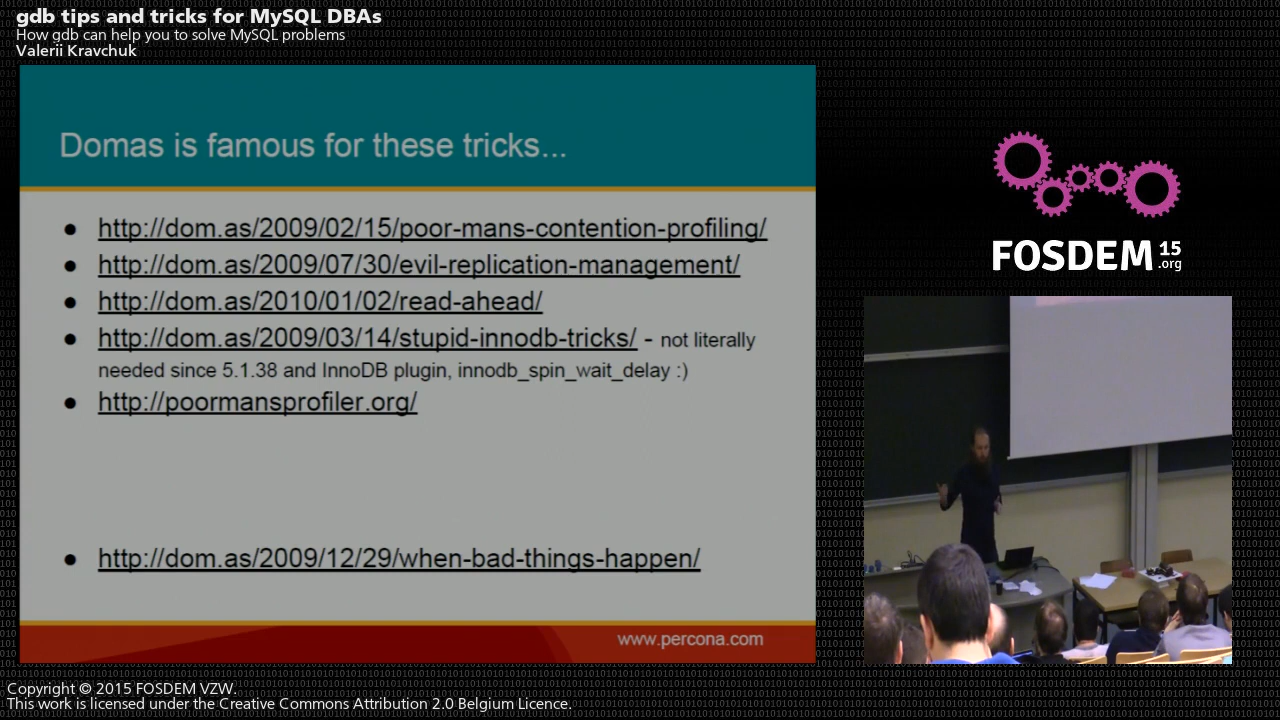 gdb tips and tricks for MySQL DBAs
How gdb can help you to solve MySQL problems
Valerii Kravchuk
Domas is famous for these tricks...
● http://dom.as/2009/02/15/poor-mans-contention-profiling/
● http://dom.as/2009/07/30/evil-replication-management/
● http://dom.as/2010/01/02/read-ahead/
● http://dom.as/2009/03/14/stupid-innodb-tricks/ - not literally
needed since 5.1.38 and InnoDB plugin, innodb_spin_wait_delay :)
● http://poormansprofiler.org/
● http://dom.as/2009/12/29/when-bad-things-happen/
www.percona.com
FOSDEM 15
.org
Copyright © 2015 FOSDEM VZW.
This work is licensed under the Creative Commons Attribution 2.0 Belgium Licence.